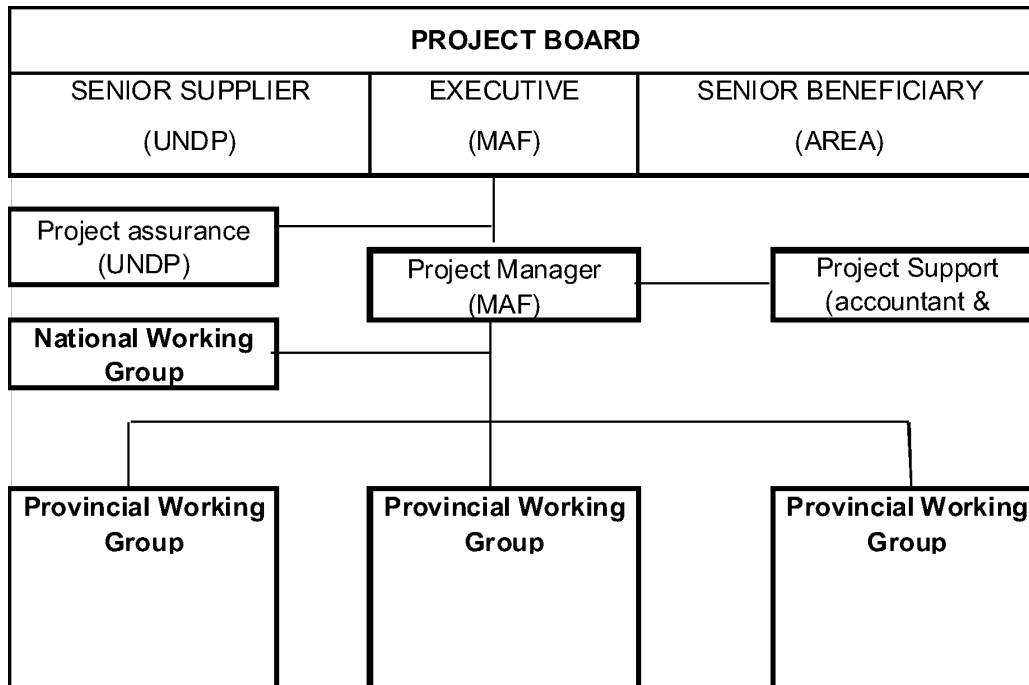 PROJECT BOARD
SENIOR SUPPLIER
(UNDP)
EXECUTIVE
(MAF)
SENIOR BENEFICIARY
(AREA)
Project assurance
(UNDP)
Project Manager
(MAF)
Project Support
(accountant &
National Working
Group
Provincial Working
Group
Provincial Working
Group
Provincial Working
Group